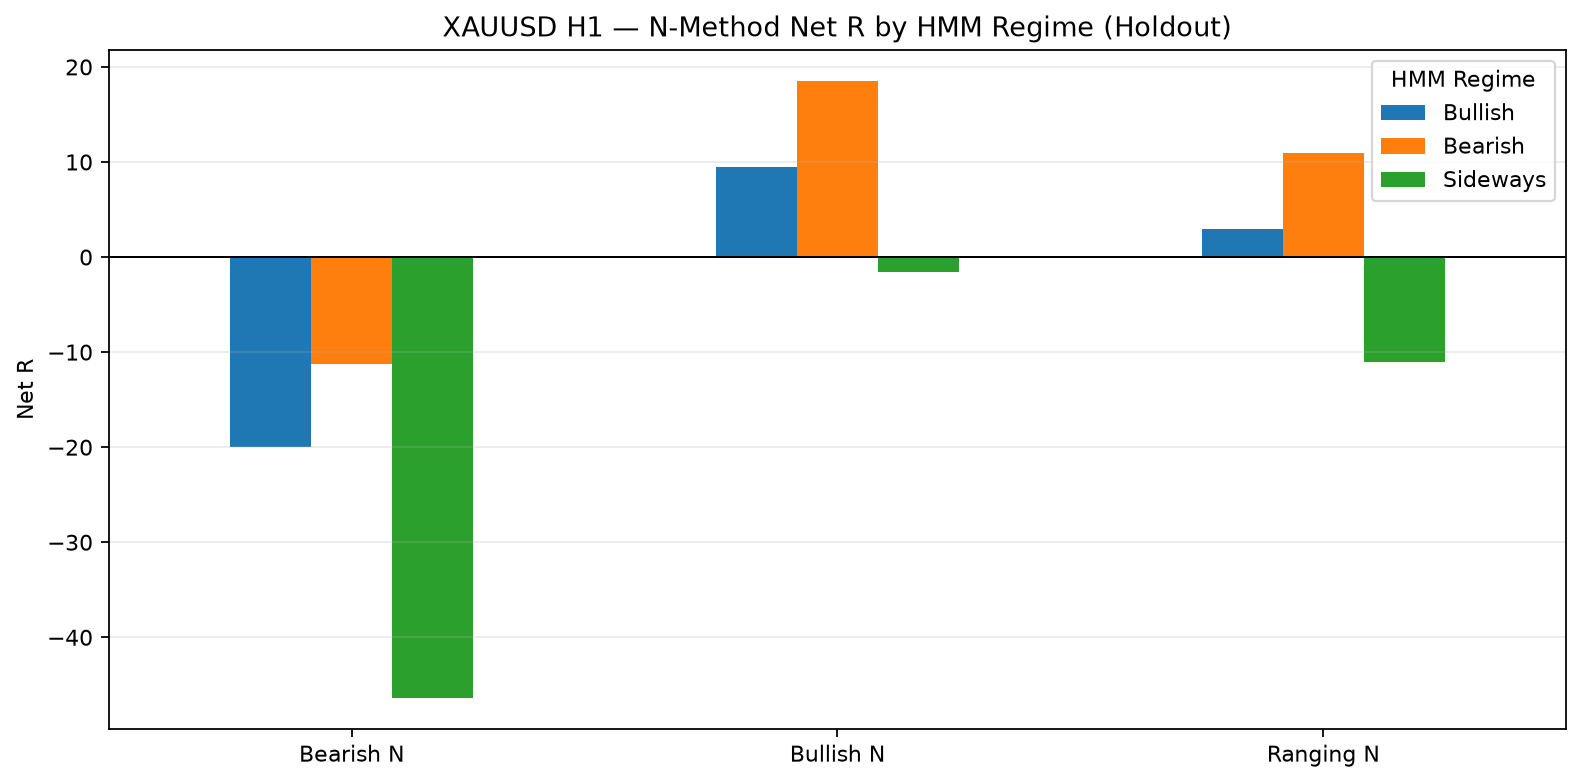 XAUUSD H1 — N-Method Net R by HMM Regime (Holdout)
HMM Regime
Bullish
Bearish
Sideways
Net R
20
10
0
−10
−20
−30
−40
Bearish N
Bullish N
Ranging N